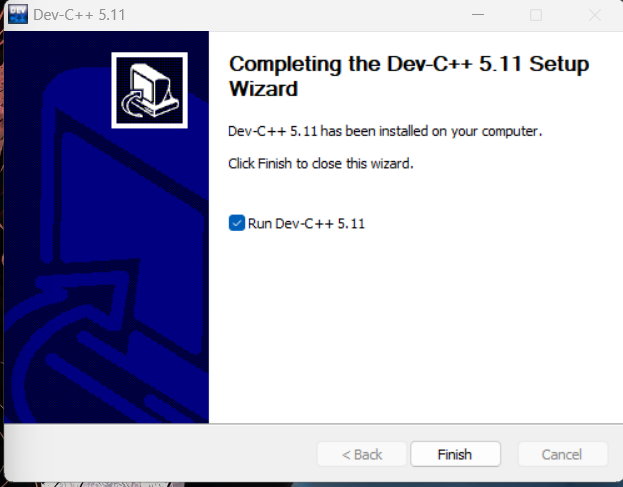 Dev-C++ 5.11
Completing the Dev-C++ 5.11 Setup
Wizard
Dev-C++ 5.11 has been installed on your computer.
Click Finish to close this wizard.
Run Dev-C++ 5.11
< Back
Finish
Cancel